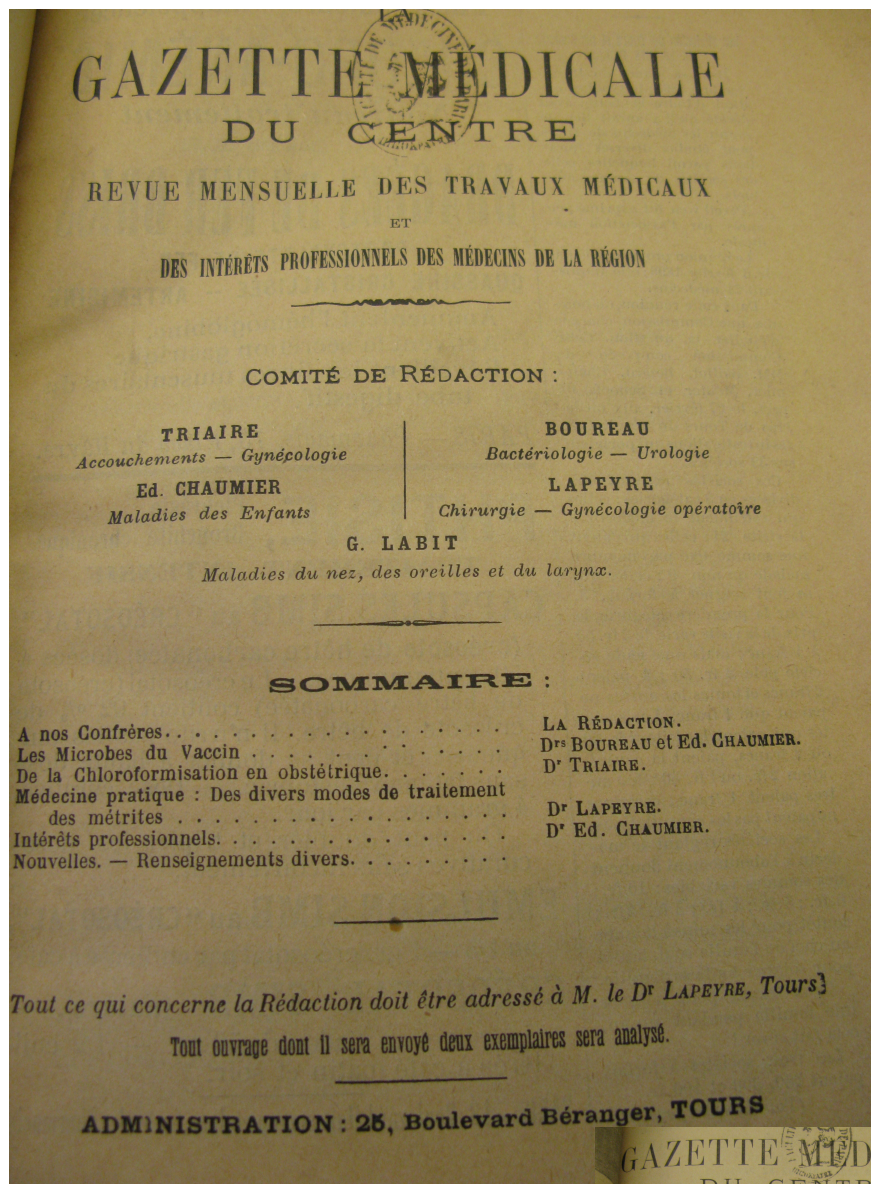 LA
GAZETTE MÉDICALE
DU CENTRE
REVUE MENSUELLE DES TRAVAUX MÉDICAUX
ET
DES INTÉRÊTS PROFESSIONNELS DES MÉDECINS DE LA RÉGION
COMITÉ DE RÉDACTION :
TRIAIRE
Accouchements — Gynécologie
Ed. CHAUMIER
Maladies des Enfants
BOUREAU
Bactériologie — Urologie
LAPEYRE
Chirurgie — Gynécologie opératoire
G. LABIT
Maladies du nez, des oreilles et du larynx.
SOMMAIRE :
A nos Confrères. . . . . . . . . . . . . . . . . LA RÉDACTION.
Les Microbes du Vaccin . . . . . . . . . . . . . Drs BOUREAU et Ed. CHAUMIER.
De la Chloroformisation en obstétrique. . . . . . . Dr TRIAIRE.
Médecine pratique : Des divers modes de traitement
des métrites . . . . . . . . . . . . . . . . . Dr LAPEYRE.
Intérêts professionnels. . . . . . . . . . . . . . . Dr Ed. CHAUMIER.
Nouvelles. — Renseignements divers. . . . . . . . .
Tout ce qui concerne la Rédaction doit être adressé à M. le Dr LAPEYRE, Tours
Tout ouvrage dont il sera envoyé deux exemplaires sera analysé.
ADMINISTRATION : 25, Boulevard Béranger, TOURS
GAZETTE MÉD
DU CENTR